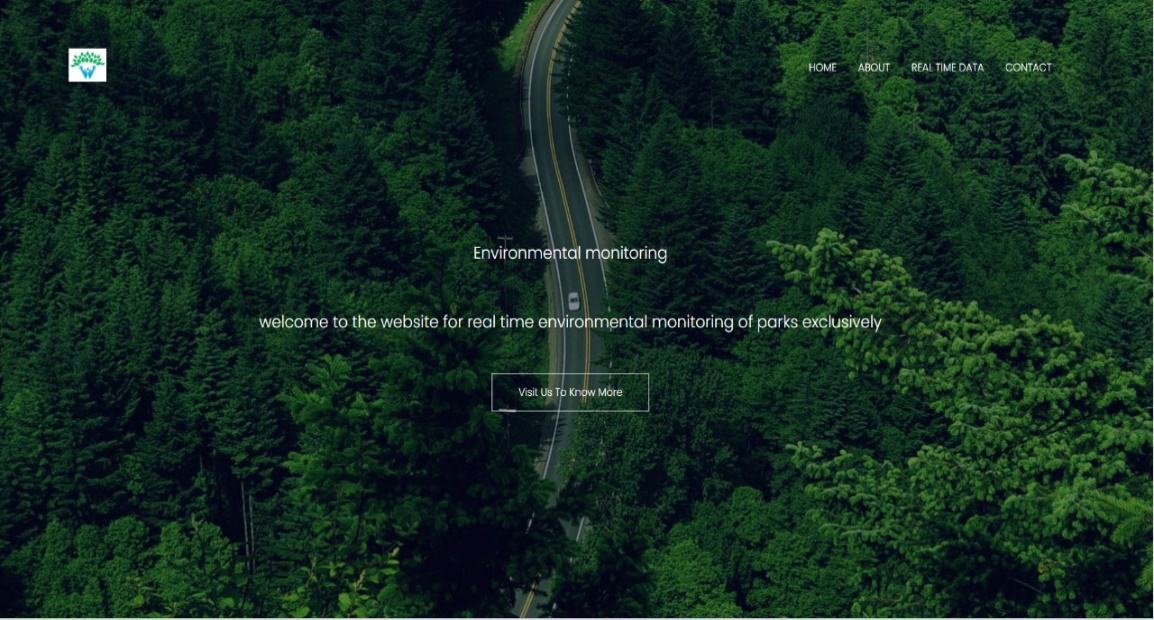 HOME ABOUT REAL TIME DATA CONTACT
Environmental monitoring
welcome to the website for real time environmental monitoring of parks exclusively
Visit Us To Know More